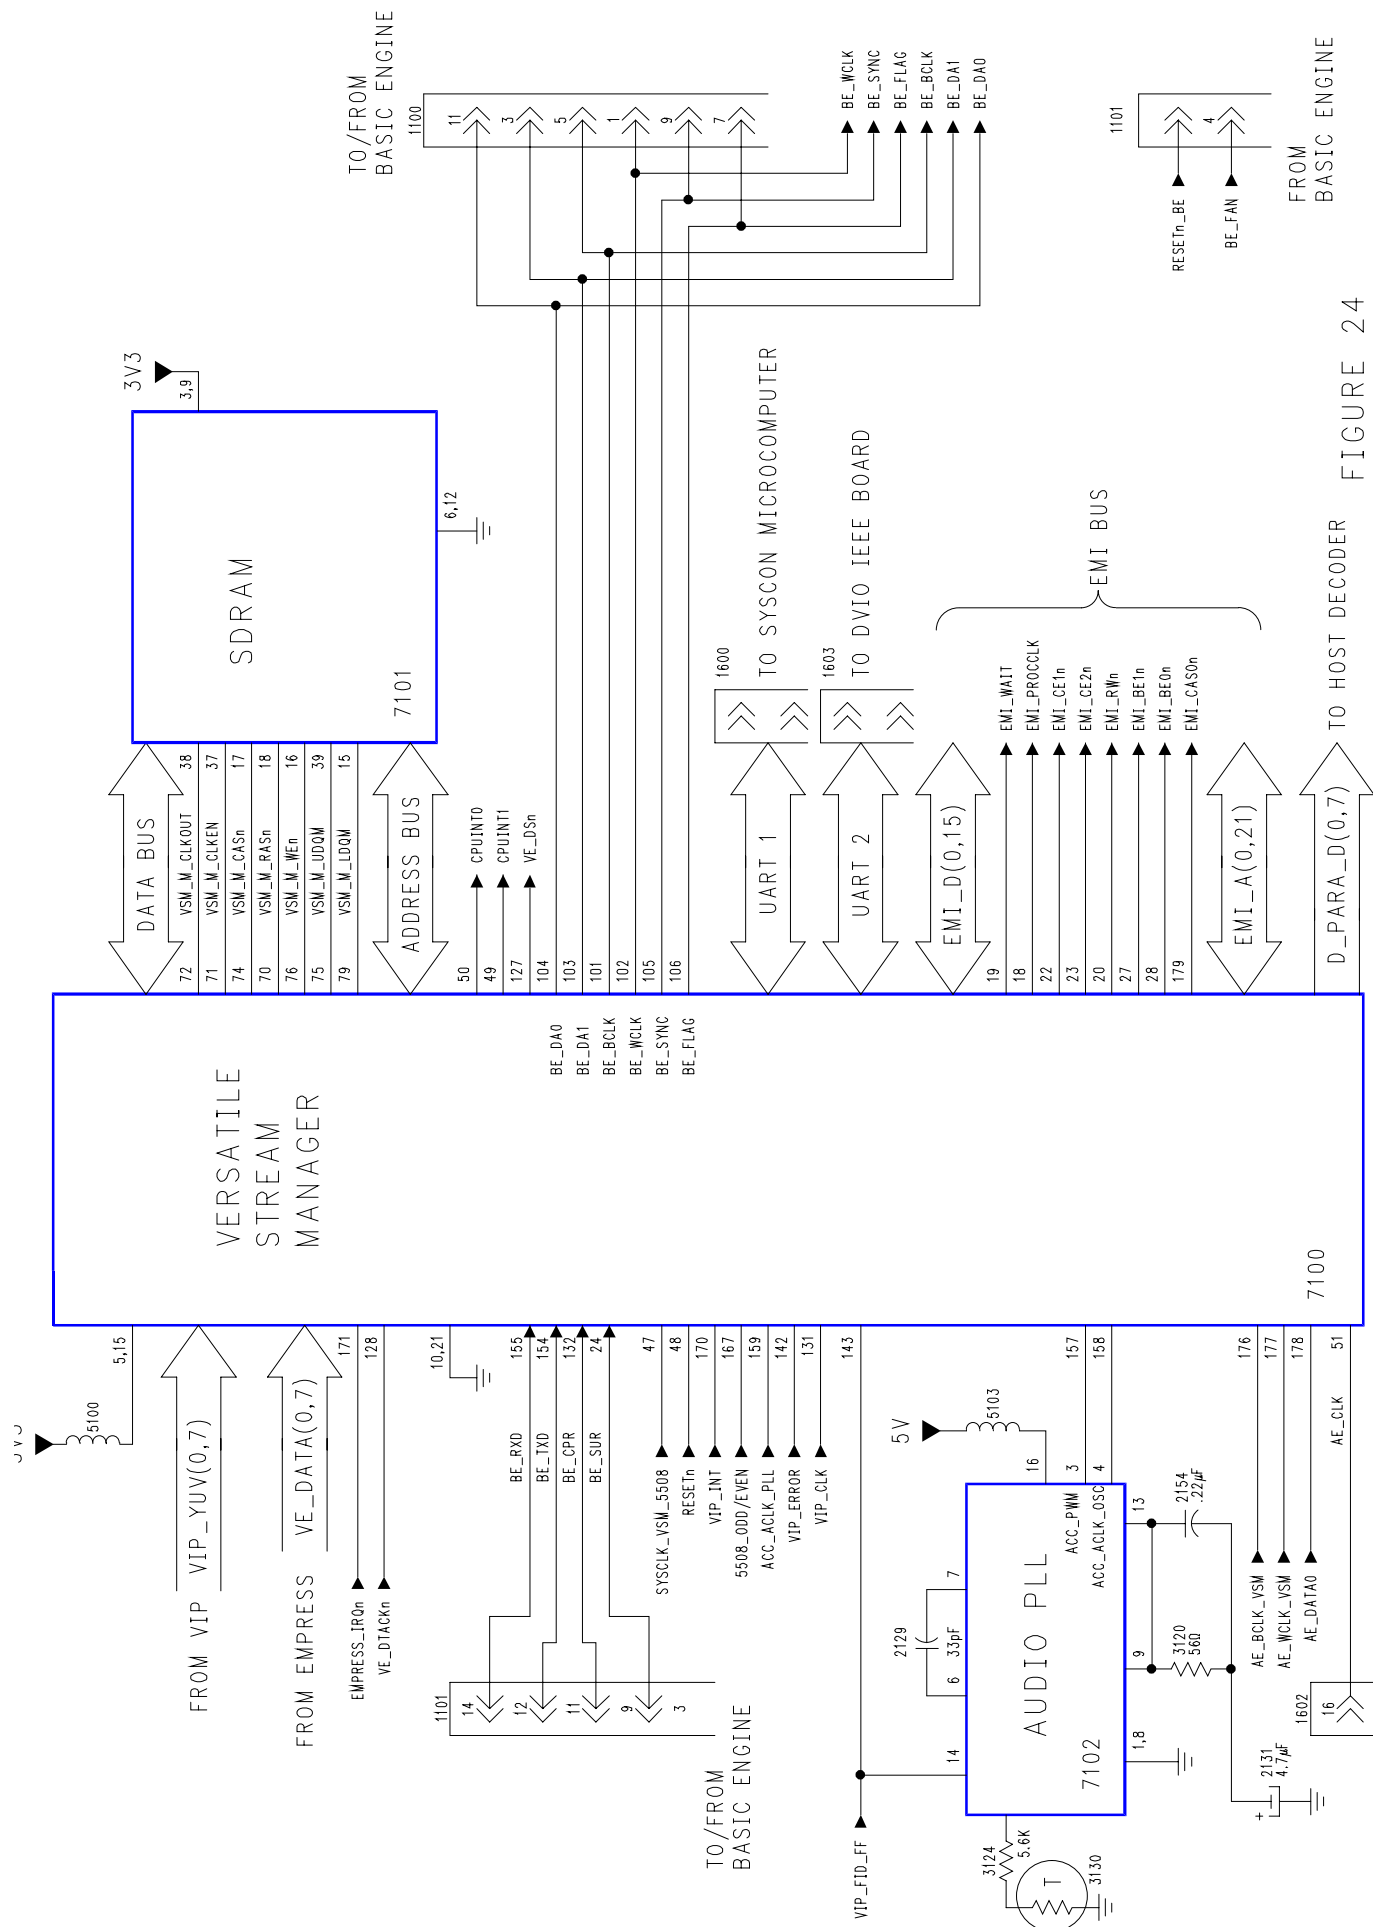 3V3
5100
5,15
FROM VIP VIP_YUV(0,7)
FROM EMPRESS VE_DATA(0,7)
EMPRESS_IRQn
171
VE_DTACKn
128
10,21
TO/FROM
BASIC ENGINE
1101
14
12
11
9
3
BE_RXD
155
BE_TXD
154
BE_CPR
132
BE_SUR
24
SYSCLK_VSM_5508
47
RESETn
48
VIP_INT
170
5508_ODD/EVEN
167
ACC_ACLK_PLL
159
VIP_ERROR
142
VIP_CLK
131
VIP_FID_FF
143
5V
5103
16
2129
33pF
6
7
14
AUDIO PLL
7102
ACC_PWM
3
157
ACC_ACLK_OSC
4
158
13
9
1,8
2154
.22µF
3120
56Ω
2131
4.7µF
+
3124
5.6K
T
3130
AE_BCLK_VSM
176
AE_WCLK_VSM
177
AE_DATA0
178
AE_CLK
51
1602
16
VERSATILE
STREAM
MANAGER
7100
BE_DA0
BE_DA1
BE_BCLK
BE_WCLK
BE_SYNC
BE_FLAG
DATA BUS
72
VSM_M_CLKOUT
38
71
VSM_M_CLKEN
37
74
VSM_M_CASn
17
70
VSM_M_RASn
18
76
VSM_M_WEn
16
75
VSM_M_UDQM
39
79
VSM_M_LDQM
15
ADDRESS BUS
SDRAM
7101
3V3
3,9
6,12
50
CPUINT0
49
CPUINT1
127
VE_DSn
104
103
101
102
105
106
TO/FROM
BASIC ENGINE
1100
11
3
5
1
9
7
BE_WCLK
BE_SYNC
BE_FLAG
BE_BCLK
BE_DA1
BE_DA0
UART 1
1600
TO SYSCON MICROCOMPUTER
UART 2
1603
TO DVIO IEEE BOARD
EMI_D(0,15)
19
EMI_WAIT
18
EMI_PROCCLK
22
EMI_CE1n
23
EMI_CE2n
20
EMI_RWn
27
EMI_BE1n
28
EMI_BE0n
179
EMI_CAS0n
EMI_A(0,21)
EMI BUS
D_PARA_D(0,7)
TO HOST DECODER
1101
RESETn_BE
4
BE_FAN
FROM
BASIC ENGINE
FIGURE 24